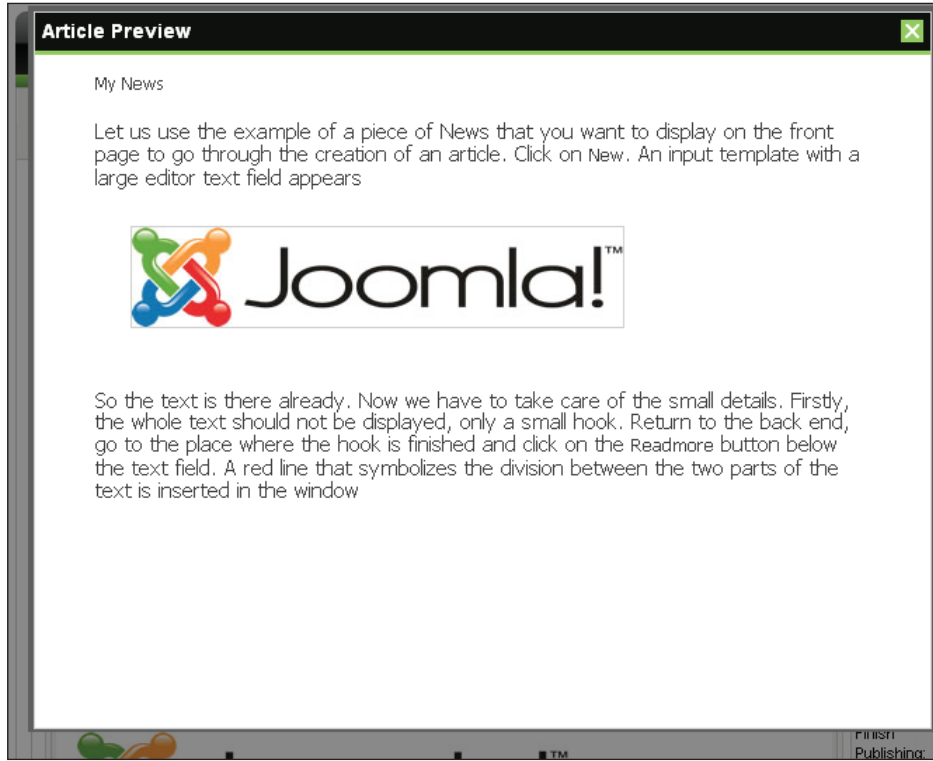 Article Preview
My News
Let us use the example of a piece of News that you want to display on the front
page to go through the creation of an article. Click on New. An input template with a
large editor text field appears
Joomla!™
So the text is there already. Now we have to take care of the small details. Firstly,
the whole text should not be displayed, only a small hook. Return to the back end,
go to the place where the hook is finished and click on the Readmore button below
the text field. A red line that symbolizes the division between the two parts of the
text is inserted in the window
Finish
Publishing:
TM